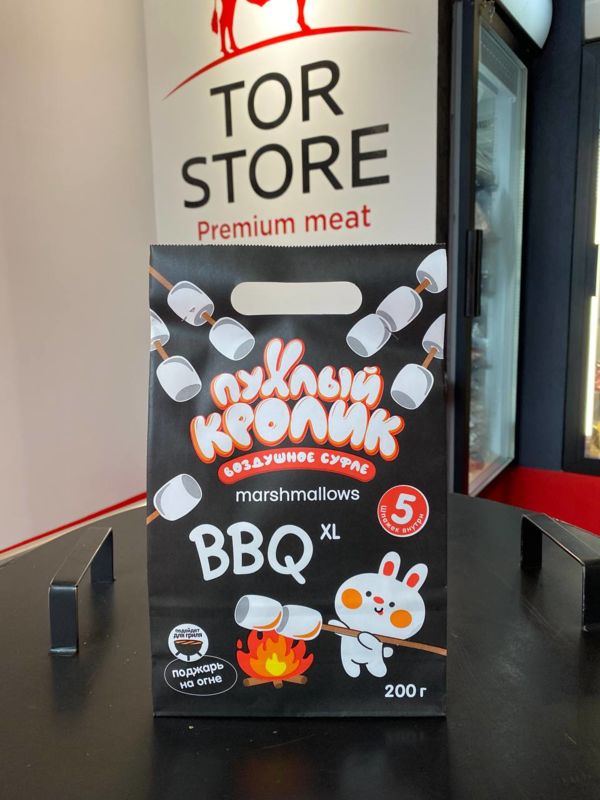 TOR
STORE
Premium meat
пухлый
кролик
воздушное суфле
marshmallows
5
шпажек внутри
BBQ XL
подойдёт
для гриля
поджарь
на огне
200 г